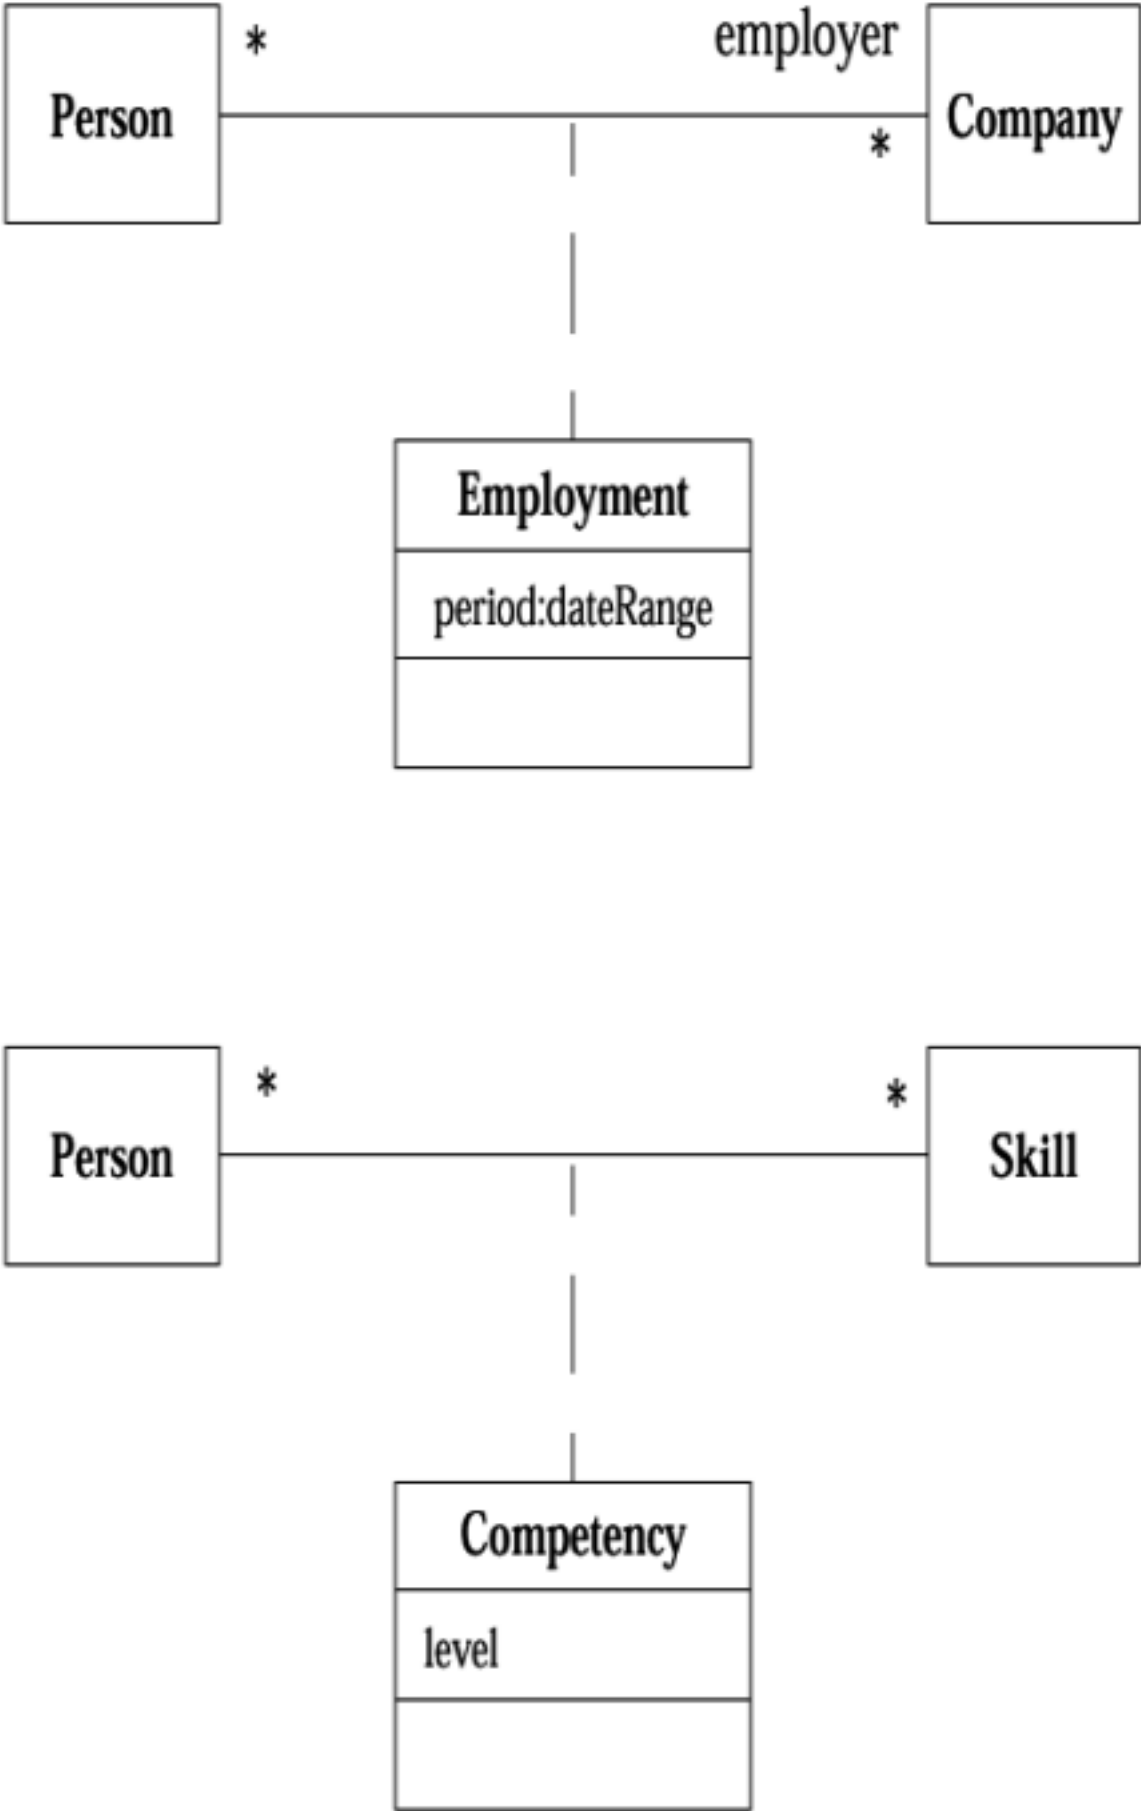 *
employer
Person
Company
*
Employment
period:dateRange
*
*
Person
Skill
Competency
level